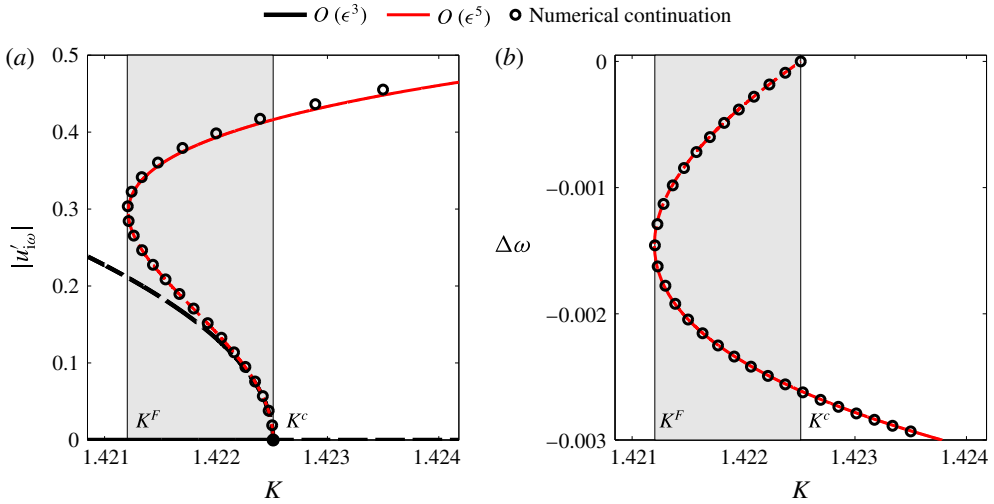 O (ϵ³) O (ϵ⁵) Numerical continuation
(a)
0.5
0.4
0.3
0.2
0.1
0
|u′₁ω|
K^F K^c
1.421 1.422 1.423 1.424
K
(b)
0
−0.001
−0.002
−0.003
Δω
K^F K^c
1.421 1.422 1.423 1.424
K